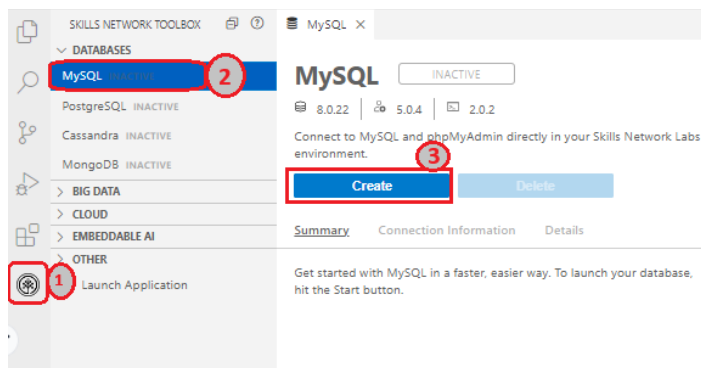 SKILLS NETWORK TOOLBOX
DATABASES
MySQL INACTIVE
2
PostgreSQL INACTIVE
Cassandra INACTIVE
MongoDB INACTIVE
BIG DATA
CLOUD
EMBEDDABLE AI
OTHER
1
Launch Application
MySQL
MySQL INACTIVE
8.0.22 5.0.4 2.0.2
Connect to MySQL and phpMyAdmin directly in your Skills Network Labs
environment.
3
Create Delete
Summary Connection Information Details
Get started with MySQL in a faster, easier way. To launch your database,
hit the Start button.